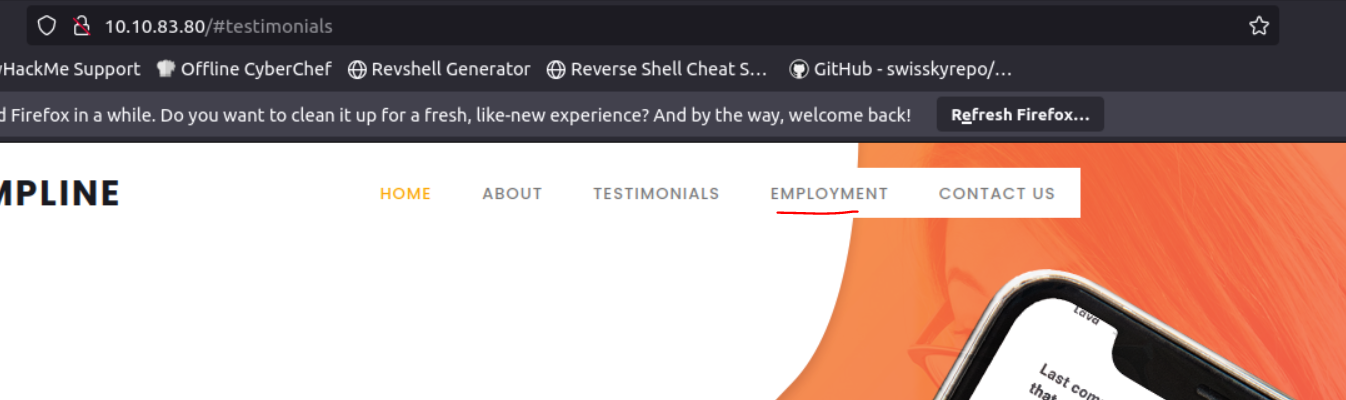 10.10.83.80/#testimonials
HackMe Support Offline CyberChef Revshell Generator Reverse Shell Cheat S... GitHub - swisskyrepo/...
Firefox in a while. Do you want to clean it up for a fresh, like-new experience? And by the way, welcome back! Refresh Firefox...
MPLINE HOME ABOUT TESTIMONIALS EMPLOYMENT CONTACT US
Lava
Last com
that